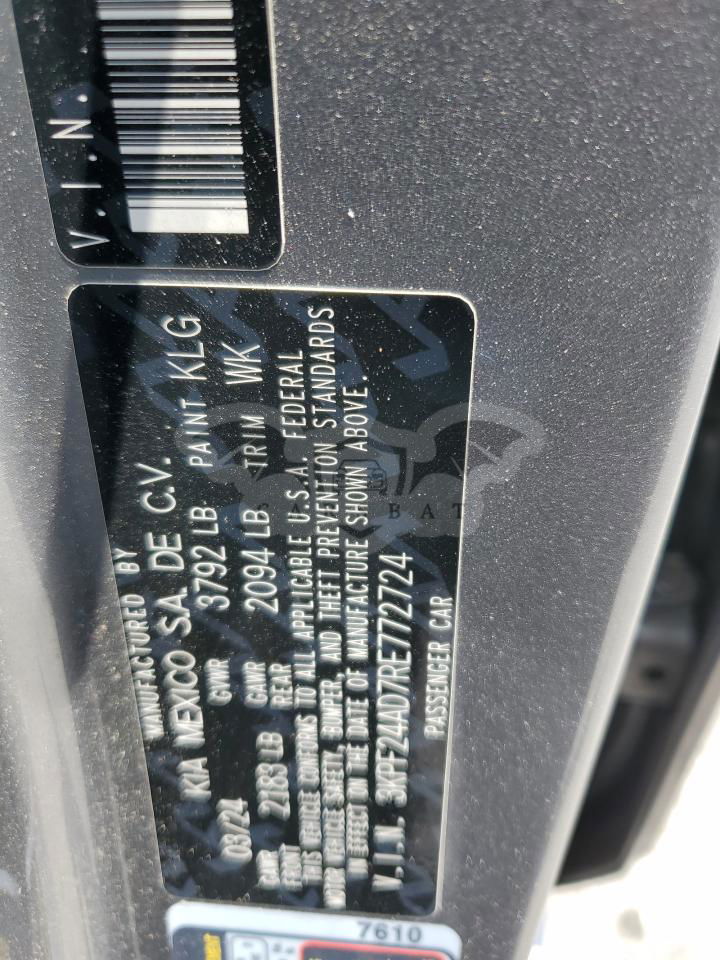 V.I.N.
MANUFACTURED BY
KIA MEXICO S.A. DE C.V.
03/24 GVWR 3792 LB PAINT KLG
GAWR FRONT 2183 LB GAWR REAR 2094 LB TRIM WK
THIS VEHICLE CONFORMS TO ALL APPLICABLE U.S.A. FEDERAL
MOTOR VEHICLE SAFETY, BUMPER, AND THEFT PREVENTION STANDARDS
IN EFFECT ON THE DATE OF MANUFACTURE SHOWN ABOVE.
V.I.N. 3KPF24AD7RE772724
PASSENGER CAR
7610